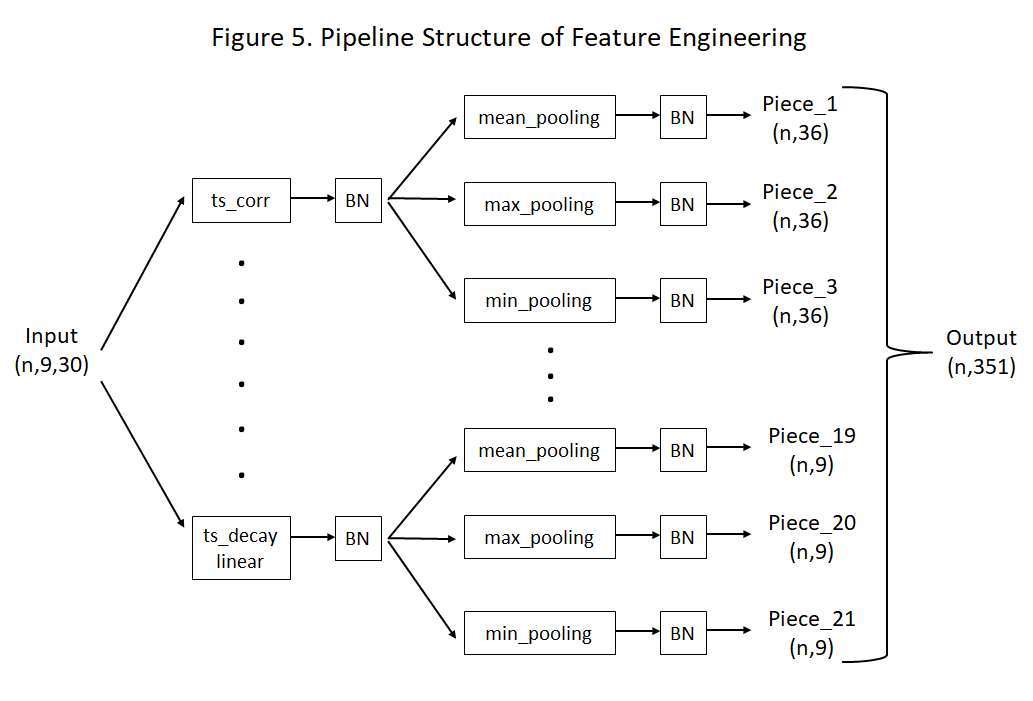 Figure 5. Pipeline Structure of Feature Engineering
Input
(n,9,30)
ts_corr
BN
mean_pooling
BN
Piece_1
(n,36)
max_pooling
BN
Piece_2
(n,36)
min_pooling
BN
Piece_3
(n,36)
ts_decay
linear
BN
mean_pooling
BN
Piece_19
(n,9)
max_pooling
BN
Piece_20
(n,9)
min_pooling
BN
Piece_21
(n,9)
Output
(n,351)